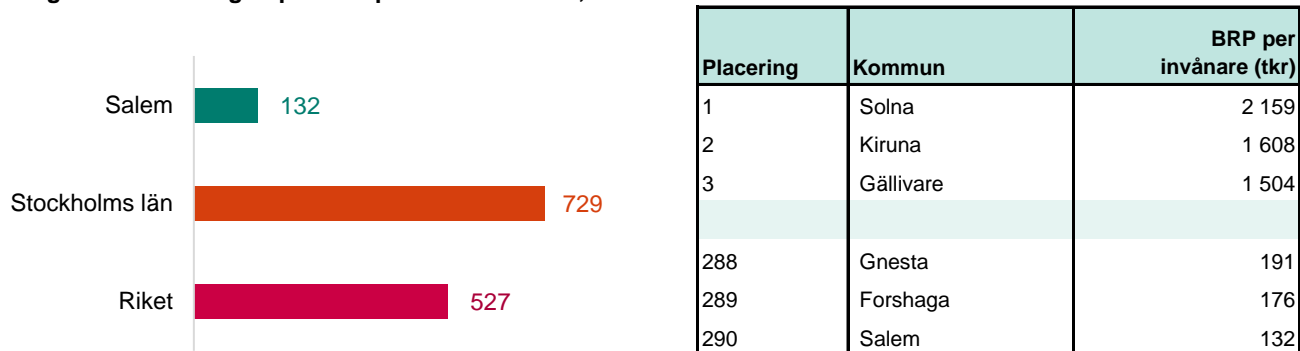 Salem 132
Stockholms län 729
Riket 527
Placering Kommun BRP per
invånare (tkr)
1 Solna 2 159
2 Kiruna 1 608
3 Gällivare 1 504
288 Gnesta 191
289 Forshaga 176
290 Salem 132